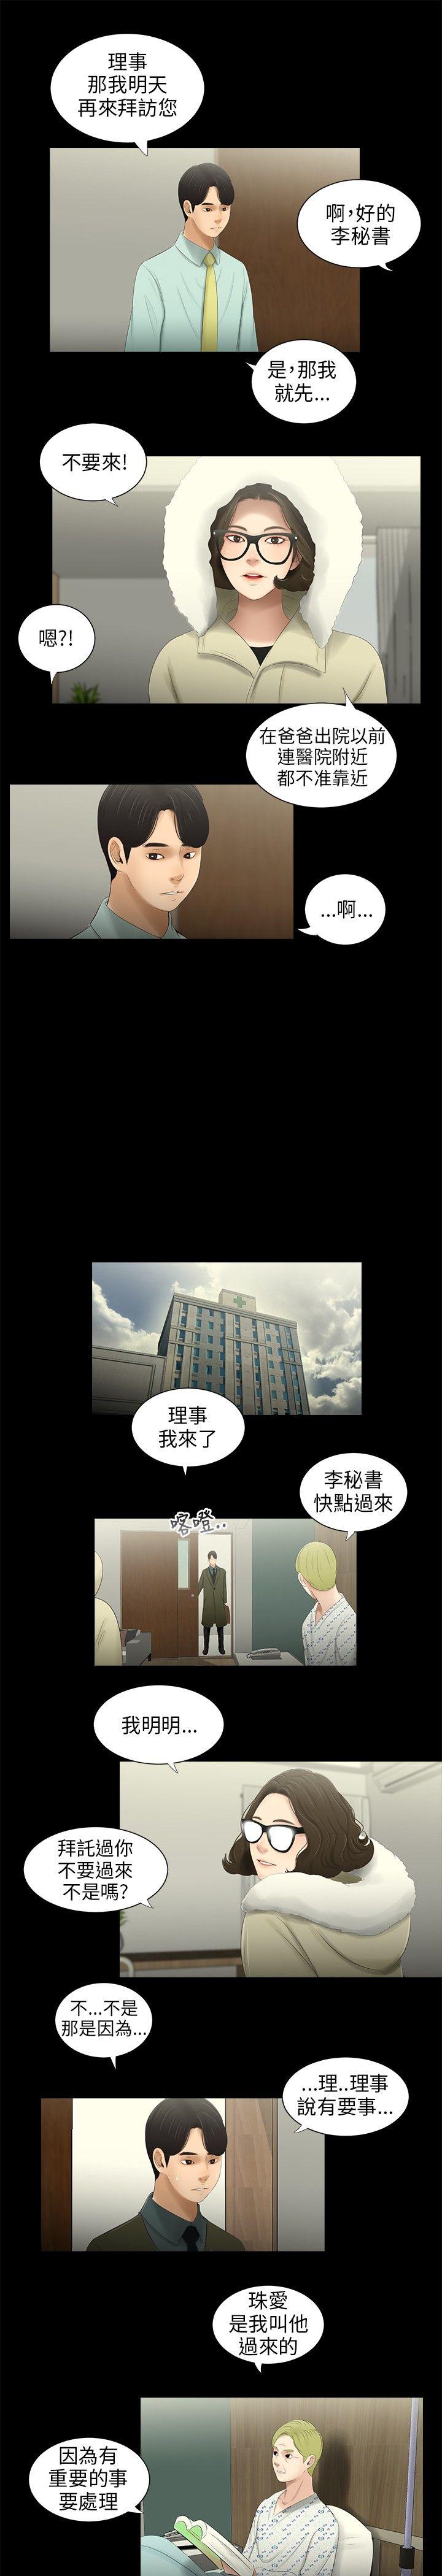 理事
那我明天
再來拜訪您
啊,好的
李秘書
是,那我
就先...
不要來!
嗯?!
在爸爸出院以前
連醫院附近
都不准靠近
...啊...
理事
我來了
李秘書
快點過來
喀噔..
我明明...
拜託過你
不要過來
不是嗎?
不...不是
那是因為...
...理..理事
說有要事...
珠愛
是我叫他
過來的
因為有
重要的事
要處理